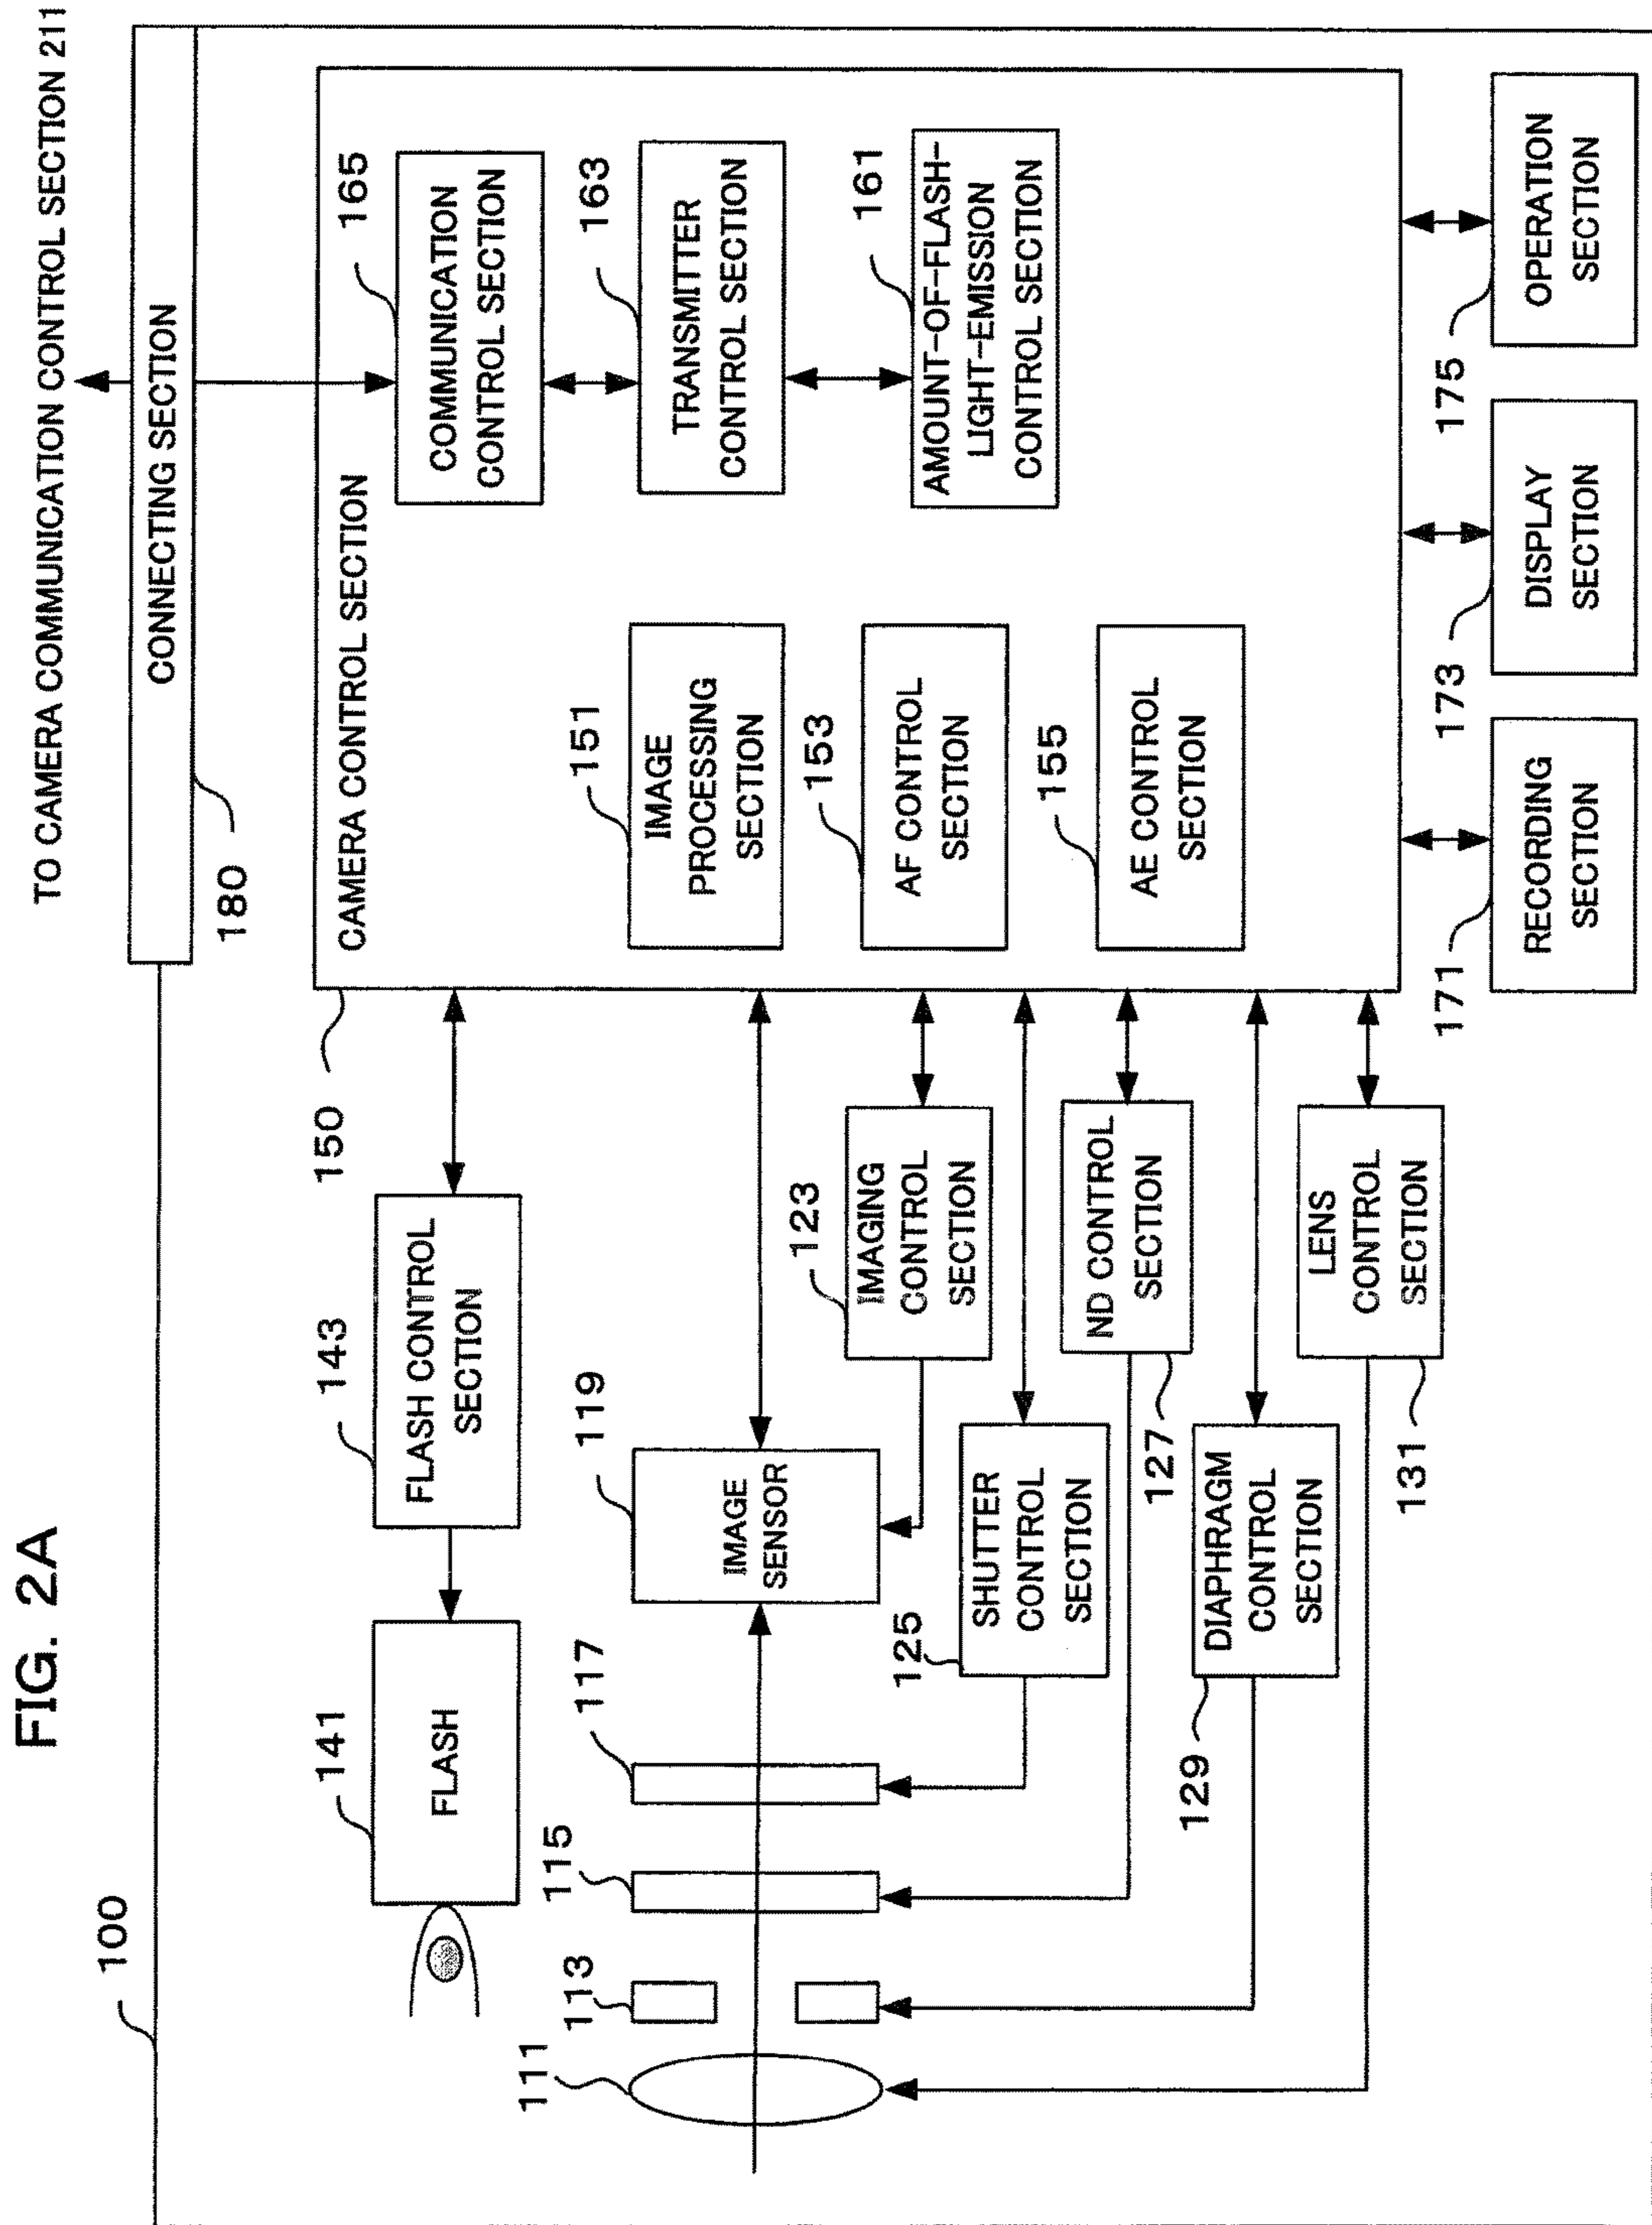 FIG. 2A
100
TO CAMERA COMMUNICATION CONTROL SECTION 211
CONNECTING SECTION
180
141
FLASH
143
FLASH CONTROL
SECTION
150
CAMERA CONTROL SECTION
165
COMMUNICATION
CONTROL SECTION
163
TRANSMITTER
CONTROL SECTION
161
AMOUNT-OF-FLASH-
LIGHT-EMISSION
CONTROL SECTION
151
IMAGE
PROCESSING
SECTION
153
AF CONTROL
SECTION
155
AE CONTROL
SECTION
111
113
115
117
119
IMAGE
SENSOR
123
IMAGING
CONTROL
SECTION
125
SHUTTER
CONTROL
SECTION
127
ND CONTROL
SECTION
129
DIAPHRAGM
CONTROL
SECTION
131
LENS
CONTROL
SECTION
171
RECORDING
SECTION
173
DISPLAY
SECTION
175
OPERATION
SECTION